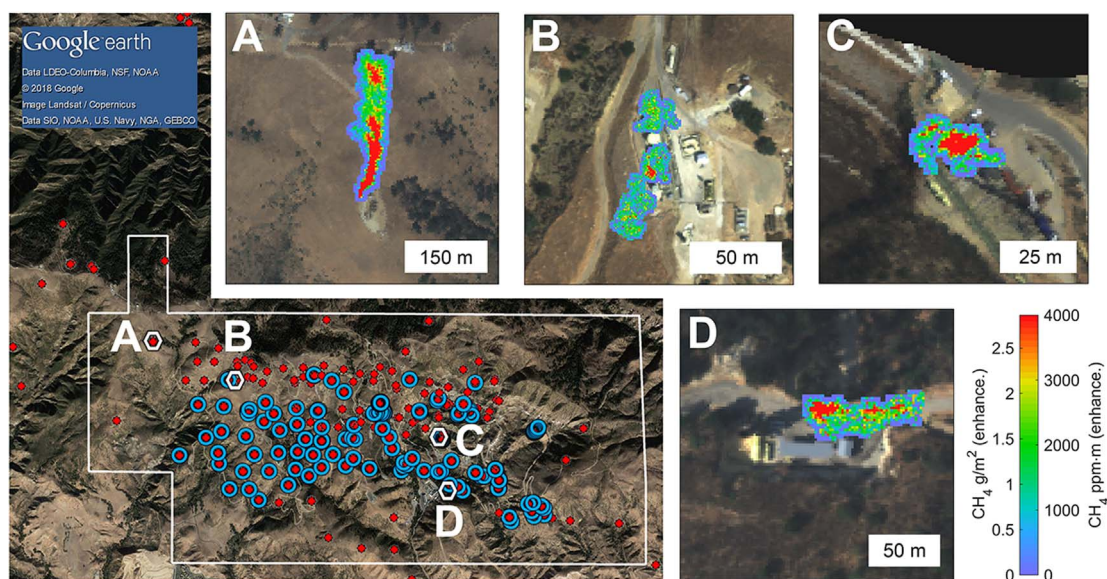 Google earth
Data LDEO-Columbia, NSF, NOAA
© 2018 Google
Image Landsat / Copernicus
Data SIO, NOAA, U.S. Navy, NGA, GEBCO
A
150 m
B
50 m
C
25 m
A
B
C
D
D
50 m
CH₄ g/m² (enhance.)
2.5
2
1.5
1
0.5
0
4000
3000
2000
1000
0
CH₄ ppm-m (enhance.)